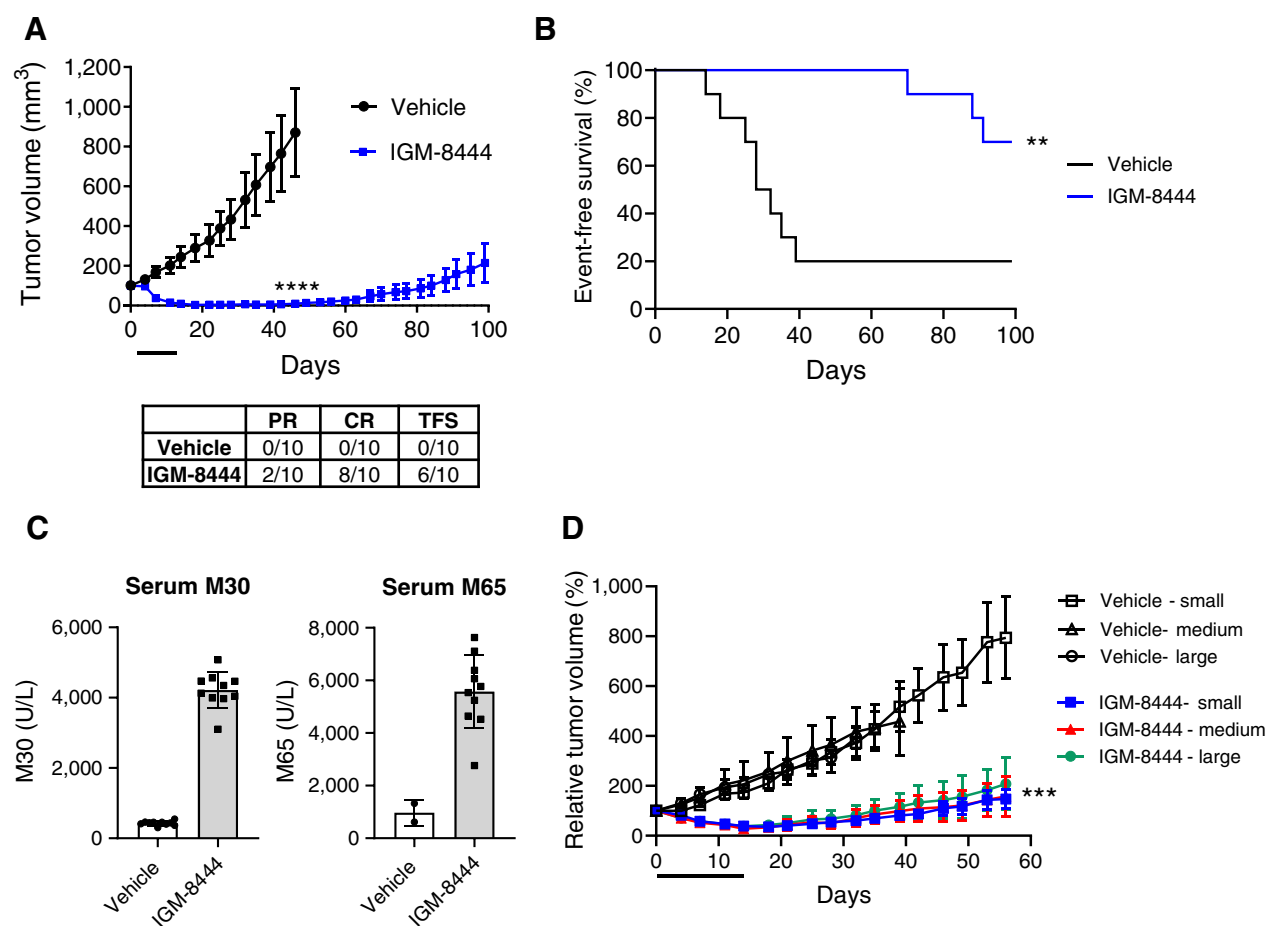 A
Tumor volume (mm3)
1,200
1,000
800
600
400
200
0
0 20 40 60 80 100
Days
Vehicle
IGM-8444
****
PR CR TFS
Vehicle 0/10 0/10 0/10
IGM-8444 2/10 8/10 6/10
B
Event-free survival (%)
100
80
60
40
20
0
0 20 40 60 80 100
Days
**
Vehicle
IGM-8444
C
Serum M30
M30 (U/L)
6,000
4,000
2,000
0
Vehicle
IGM-8444
Serum M65
M65 (U/L)
8,000
6,000
4,000
2,000
0
Vehicle
IGM-8444
D
Relative tumor volume (%)
1,000
800
600
400
200
0
0 10 20 30 40 50 60
Days
***
Vehicle - small
Vehicle- medium
Vehicle- large
IGM-8444- small
IGM-8444 - medium
IGM-8444 - large